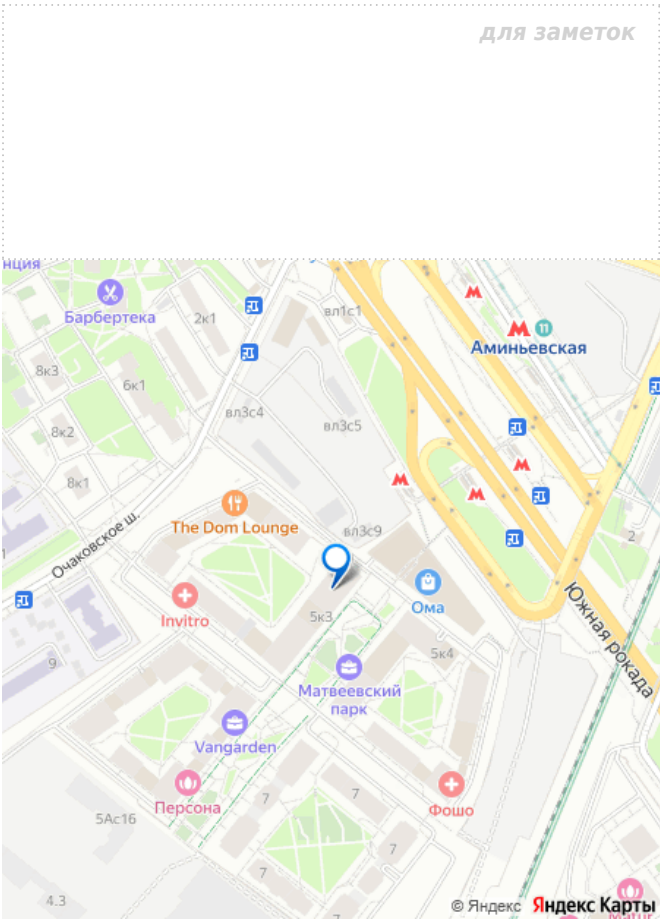 для заметок
нция
Барбертека
2к1
вл1с1
Аминьевская
8к3
6к1
вл3с4
вл3с5
8к2
8к1
The Dom Lounge
вл3с9
2
1
Очаковское ш.
Invitro
Ома
5к3
5к4
Южная рокада
9
Матвеевский
парк
Vangarden
Персона
7
7
Фошо
5Ас16
7
7
4.3
© Яндекс Яндекс Карты